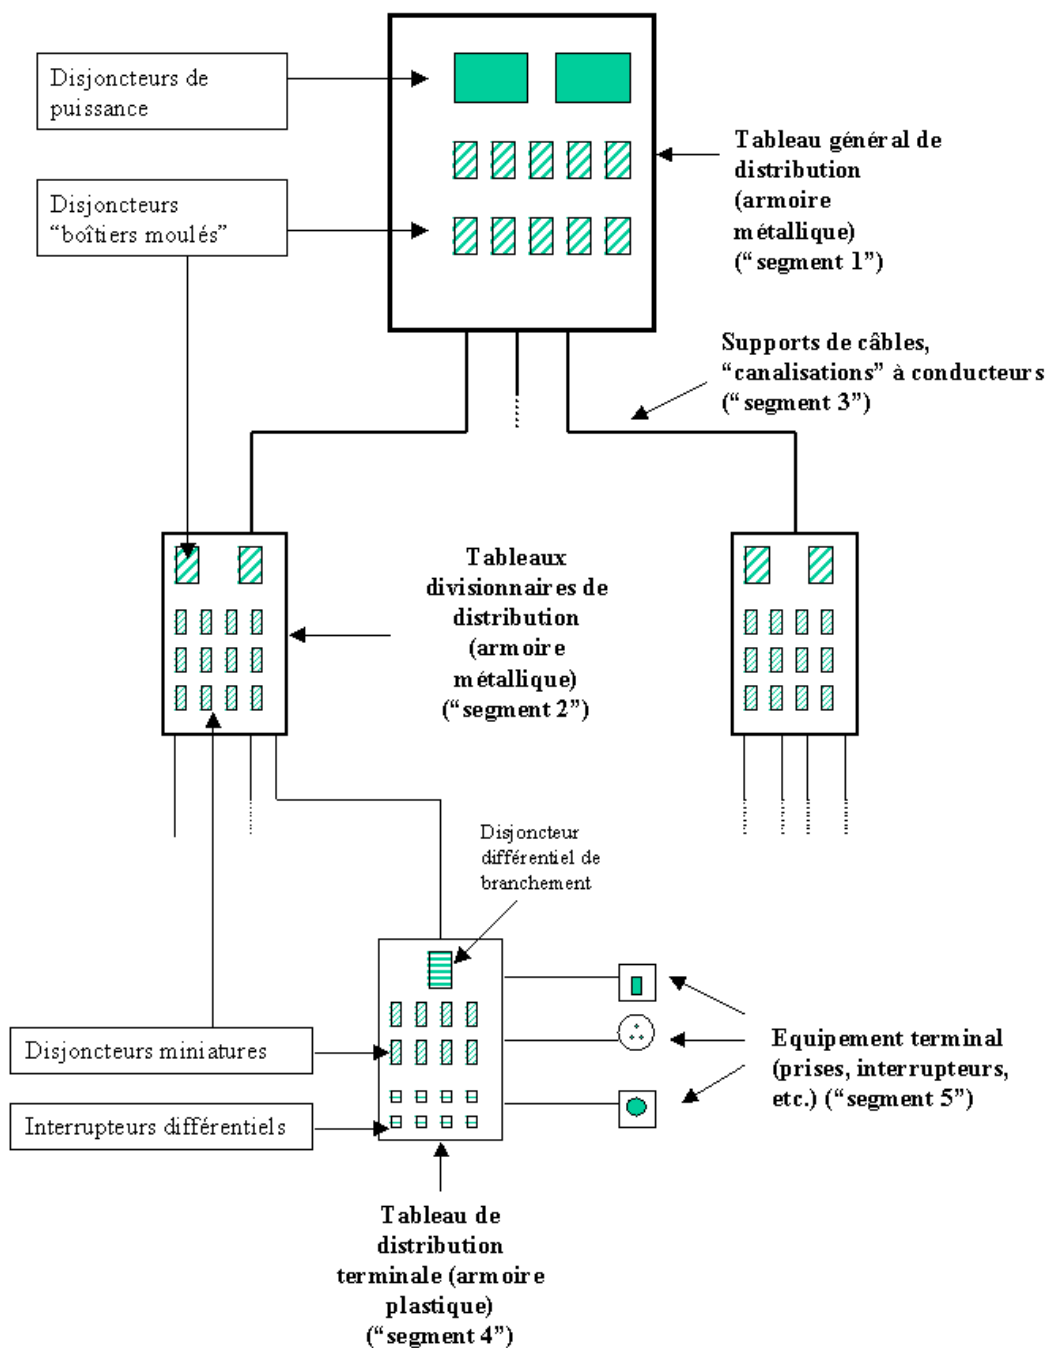 Disjoncteurs de
puissance
Disjoncteurs
“boîtiers moulés”
Tableau général de
distribution
(armoire
métallique)
(“segment 1”)
Supports de câbles,
“canalisations” à conducteurs
(“segment 3”)
Tableaux
divisionnaires de
distribution
(armoire
métallique)
(“segment 2”)
Disjoncteur
différentiel de
branchement
Disjoncteurs miniatures
Interrupteurs différentiels
Equipement terminal
(prises, interrupteurs,
etc.) (“segment 5”)
Tableau de
distribution
terminale (armoire
plastique)
(“segment 4”)